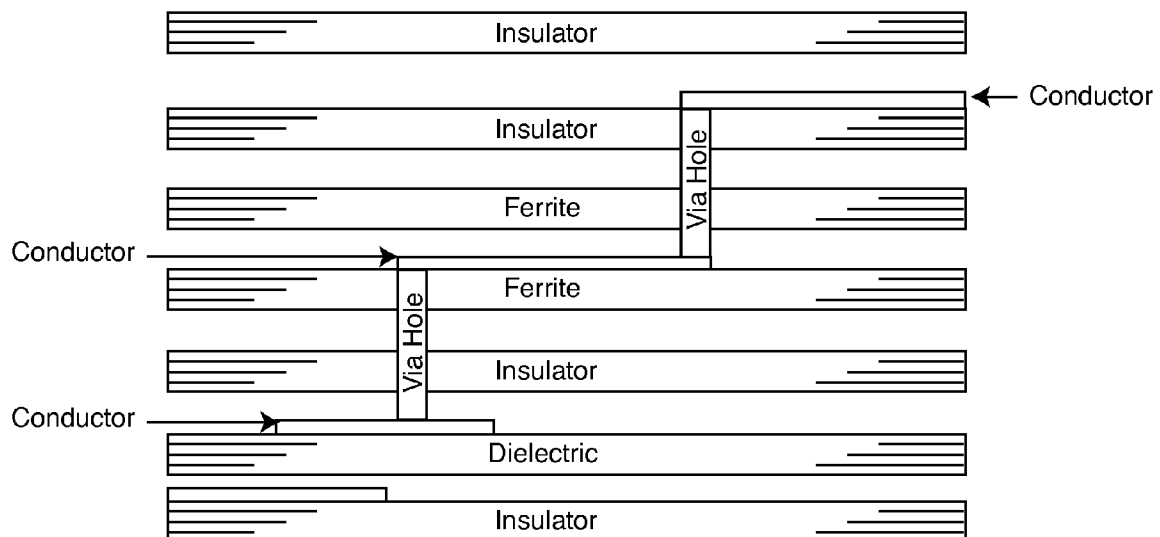 Insulator
Conductor
Insulator
Via Hole
Ferrite
Conductor
Ferrite
Via Hole
Insulator
Conductor
Dielectric
Insulator